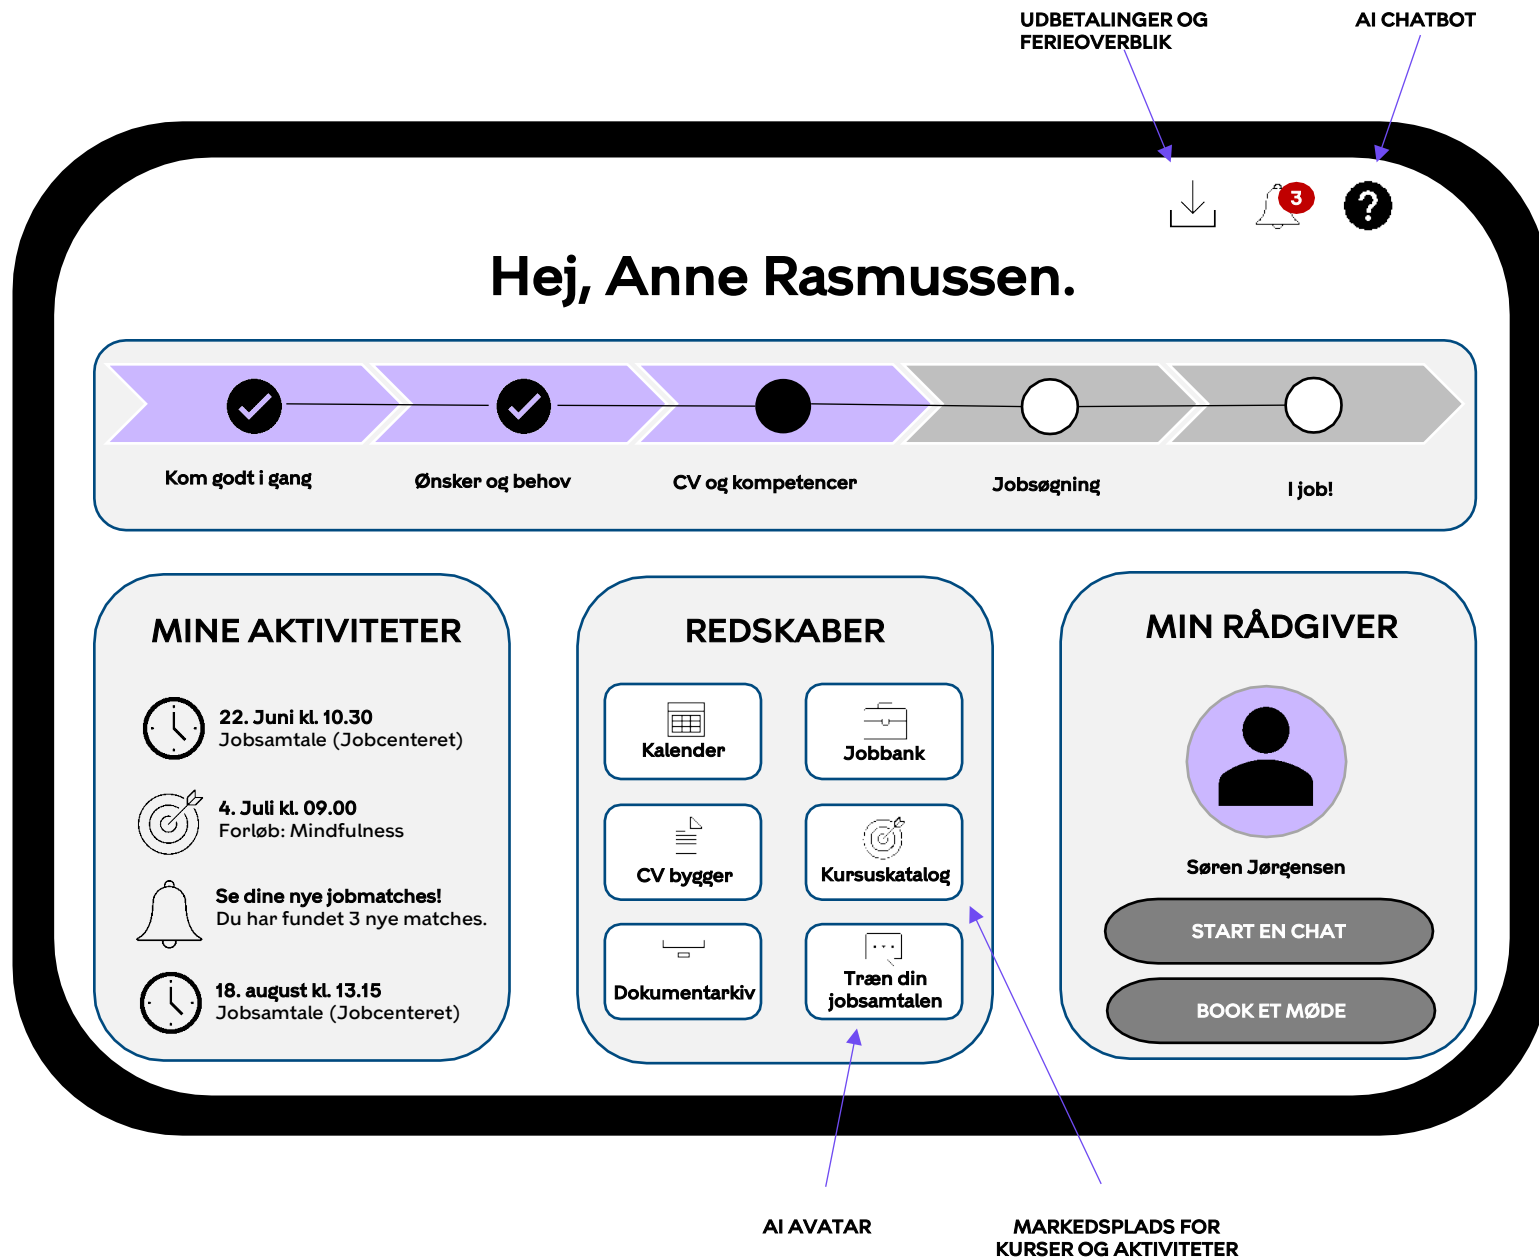 UDBETALINGER OG
FERIEOVERBLIK
AI CHATBOT
3
?
Hej, Anne Rasmussen.
Kom godt i gang
Ønsker og behov
CV og kompetencer
Jobsøgning
I job!
MINE AKTIVITETER
22. Juni kl. 10.30
Jobsamtale (Jobcenteret)
4. Juli kl. 09.00
Forløb: Mindfulness
Se dine nye jobmatches!
Du har fundet 3 nye matches.
18. august kl. 13.15
Jobsamtale (Jobcenteret)
REDSKABER
Kalender
Jobbank
CV bygger
Kursuskatalog
Dokumentarkiv
Træn din
jobsamtalen
MIN RÅDGIVER
Søren Jørgensen
START EN CHAT
BOOK ET MØDE
AI AVATAR
MARKEDSPLADS FOR
KURSER OG AKTIVITETER